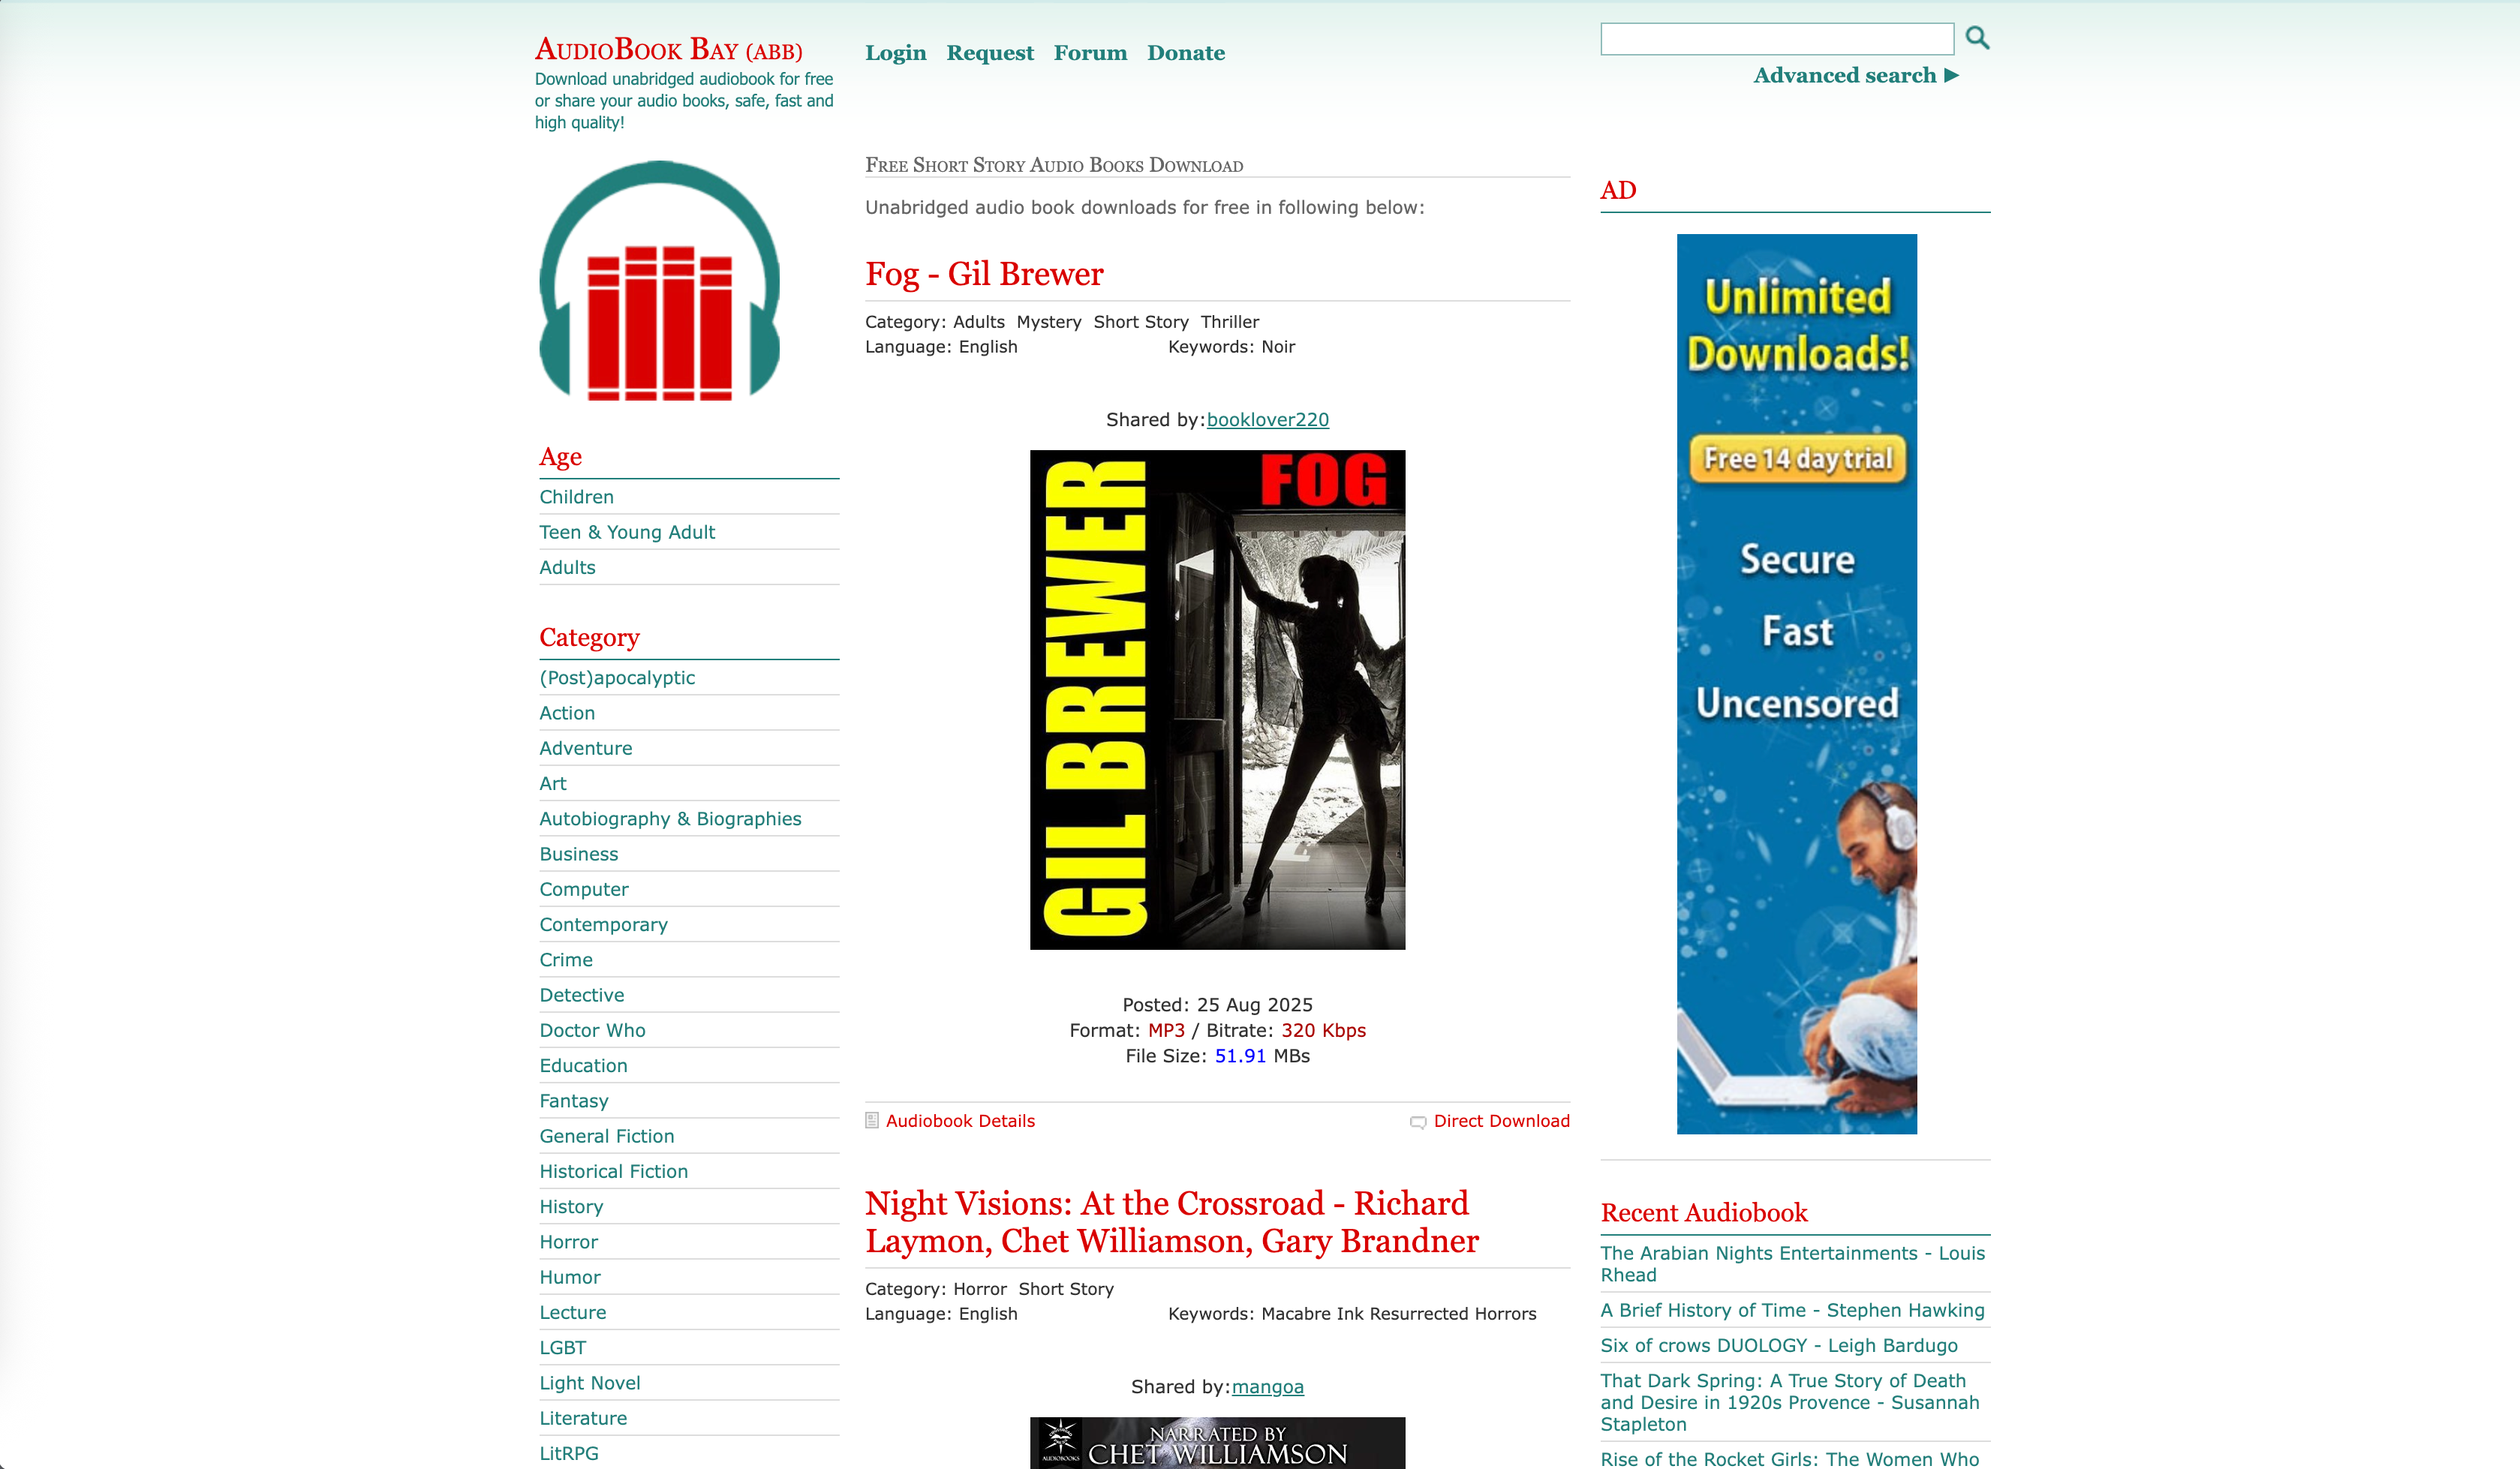 AudioBook Bay (ABB)
Download unabridged audiobook for free
or share your audio books, safe, fast and
high quality!
Login Request Forum Donate
Advanced search ►
Age
Children
Teen & Young Adult
Adults
Category
(Post)apocalyptic
Action
Adventure
Art
Autobiography & Biographies
Business
Computer
Contemporary
Crime
Detective
Doctor Who
Education
Fantasy
General Fiction
Historical Fiction
History
Horror
Humor
Lecture
LGBT
Light Novel
Literature
LitRPG
Free Short Story Audio Books Download
Unabridged audio book downloads for free in following below:
Fog - Gil Brewer
Category: Adults Mystery Short Story Thriller
Language: English Keywords: Noir
Shared by:booklover220
GIL BREWER
FOG
Posted: 25 Aug 2025
Format: MP3 / Bitrate: 320 Kbps
File Size: 51.91 MBs
Audiobook Details
Direct Download
Night Visions: At the Crossroad - Richard
Laymon, Chet Williamson, Gary Brandner
Category: Horror Short Story
Language: English Keywords: Macabre Ink Resurrected Horrors
Shared by:mangoa
AUDIOBOOKS
NARRATED BY
CHET WILLIAMSON
AD
Unlimited
Downloads!
Free 14 day trial
Secure
Fast
Uncensored
Recent Audiobook
The Arabian Nights Entertainments - Louis
Rhead
A Brief History of Time - Stephen Hawking
Six of crows DUOLOGY - Leigh Bardugo
That Dark Spring: A True Story of Death
and Desire in 1920s Provence - Susannah
Stapleton
Rise of the Rocket Girls: The Women Who